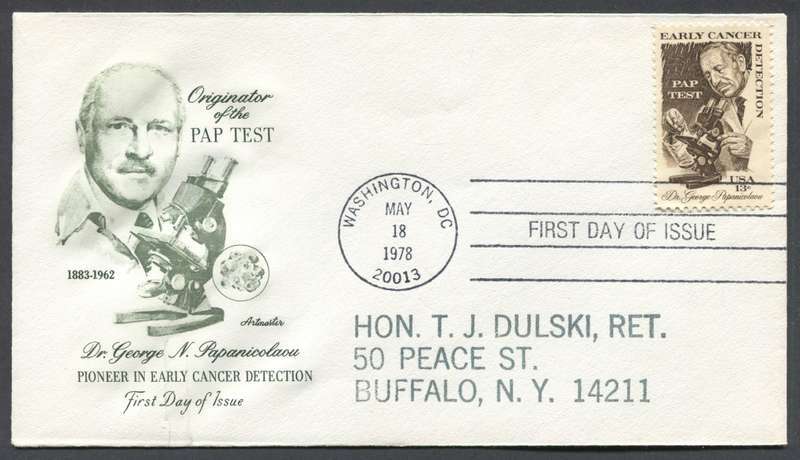 Originator
of the
PAP TEST
1883-1962
Artmaster
Dr. George N. Papanicolaou
PIONEER IN EARLY CANCER DETECTION
First Day of Issue
EARLY CANCER
DETECTION
PAP
TEST
USA
13c
Dr. George Papanicolaou
WASHINGTON, DC
MAY
18
1978
20013
FIRST DAY OF ISSUE
HON. T. J. DULSKI, RET.
50 PEACE ST.
BUFFALO, N. Y. 14211